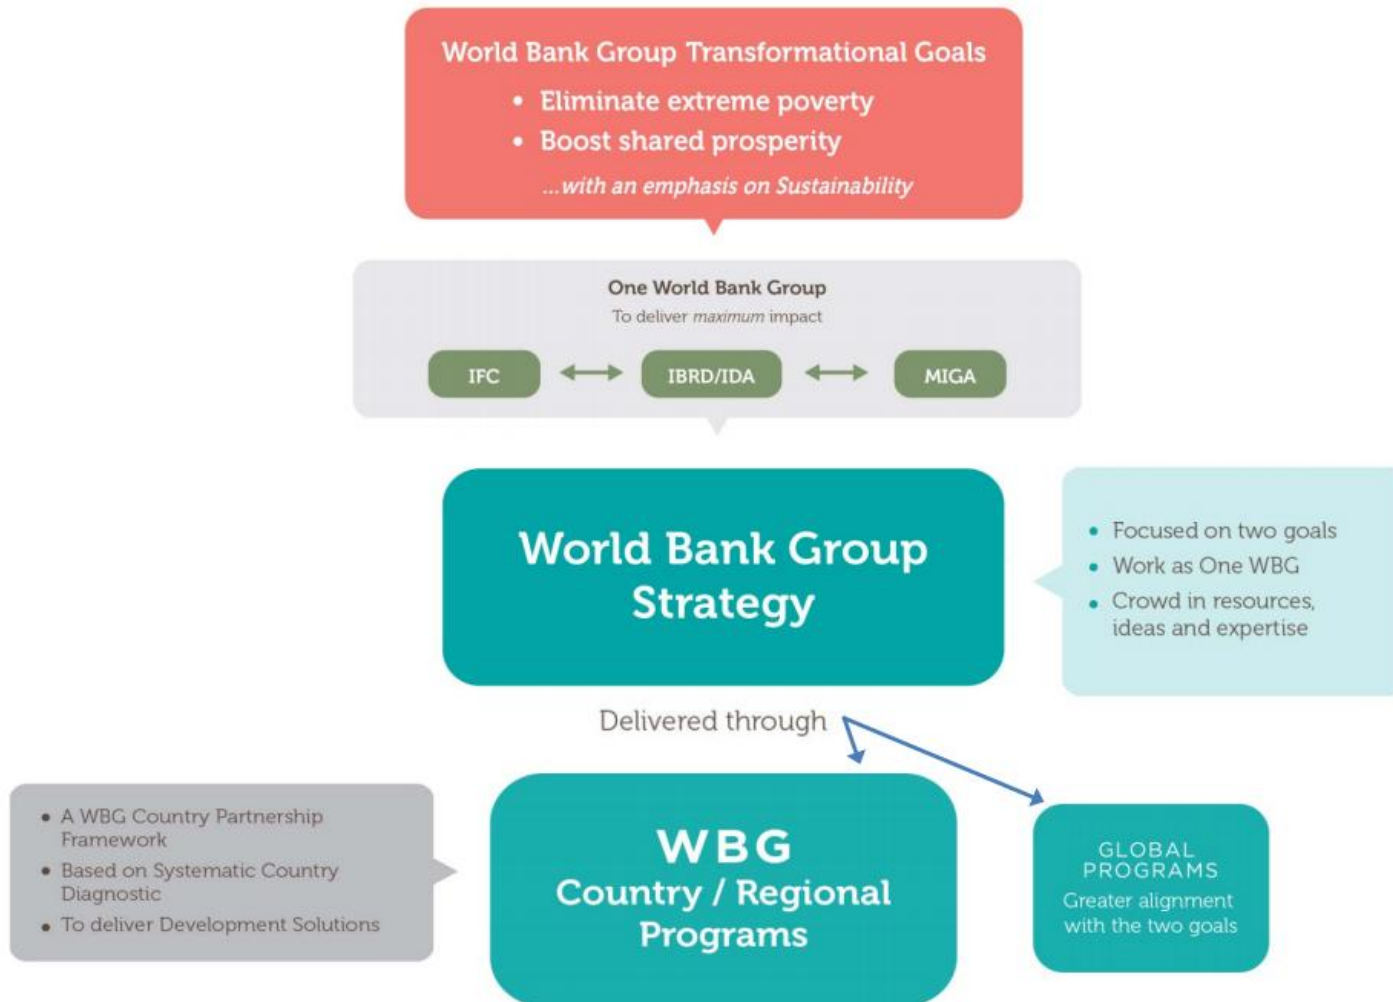 World Bank Group Transformational Goals
• Eliminate extreme poverty
• Boost shared prosperity
...with an emphasis on Sustainability
One World Bank Group
To deliver maximum impact
IFC
IBRD/IDA
MIGA
World Bank Group
Strategy
• Focused on two goals
• Work as One WBG
• Crowd in resources,
ideas and expertise
Delivered through
• A WBG Country Partnership
Framework
• Based on Systematic Country
Diagnostic
• To deliver Development Solutions
WBG
Country / Regional
Programs
GLOBAL
PROGRAMS
Greater alignment
with the two goals